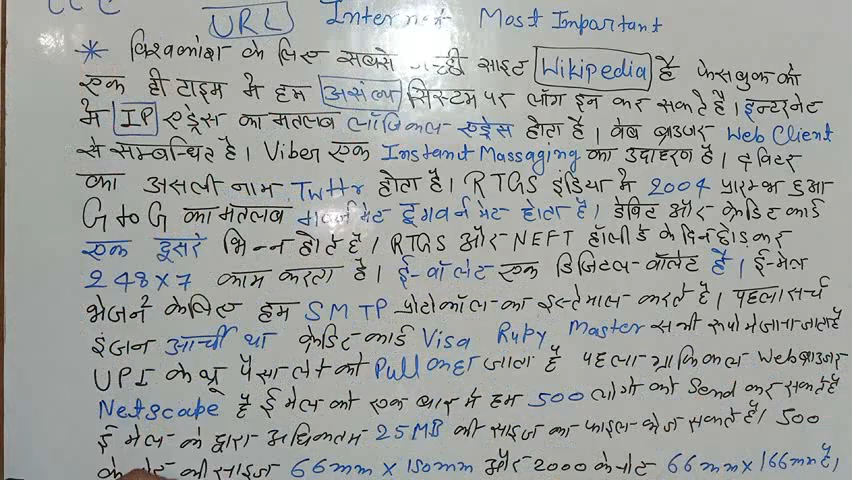 CCC
URL Internet Most Important
* विश्वकोश के लिए सबसे अच्छी साइट Wikipedia है फेसबुक को
एक ही टाइम मे हम असंख्य सिस्टम पर लॉग इन कर सकते है। इन्टरनेट
मे IP एड्रेस का मतलब लॉजिकल एड्रेस होता है। वेब ब्राउजर Web Client
से सम्बन्धित है। Viber एक Instant Massaging का उदाहरण है। ट्विटर
का असली नाम Twttr होता है। RTGS इंडिया मे 2004 प्रारम्भ हुआ
G to G का मतलब गवर्नमेंट टू गवर्नमेंट होता है। डेबिट और क्रेडिट कार्ड
एक दूसरे भिन्न होते है। RTGS और NEFT हॉलीडे के दिन छोड़कर
248x7 काम करता है। ई-वॉलेट एक डिजिटल-वॉलेट है। ई-मेल
भेजने के लिए हम SMTP प्रोटोकॉल का इस्तेमाल करते है। पहला सर्च
इंजन आर्ची था क्रेडिट कार्ड Visa Rupy, Master सभी रूपो मे जाना जाता है
UPI के थ्रू पैसा लेने को Pull कहा जाता है पहला ग्राफिकल Web ब्राउजर
Netscape है ई मेल को एक बार मे हम 500 लोगो को Send कर सकते है
ई मेल के द्वारा अधिकतम 25MB की साइज का फाइल भेज सकते है। 500
के नोट की साइज 66mm x 150mm और 2000 के नोट 66mm x 166mm है।